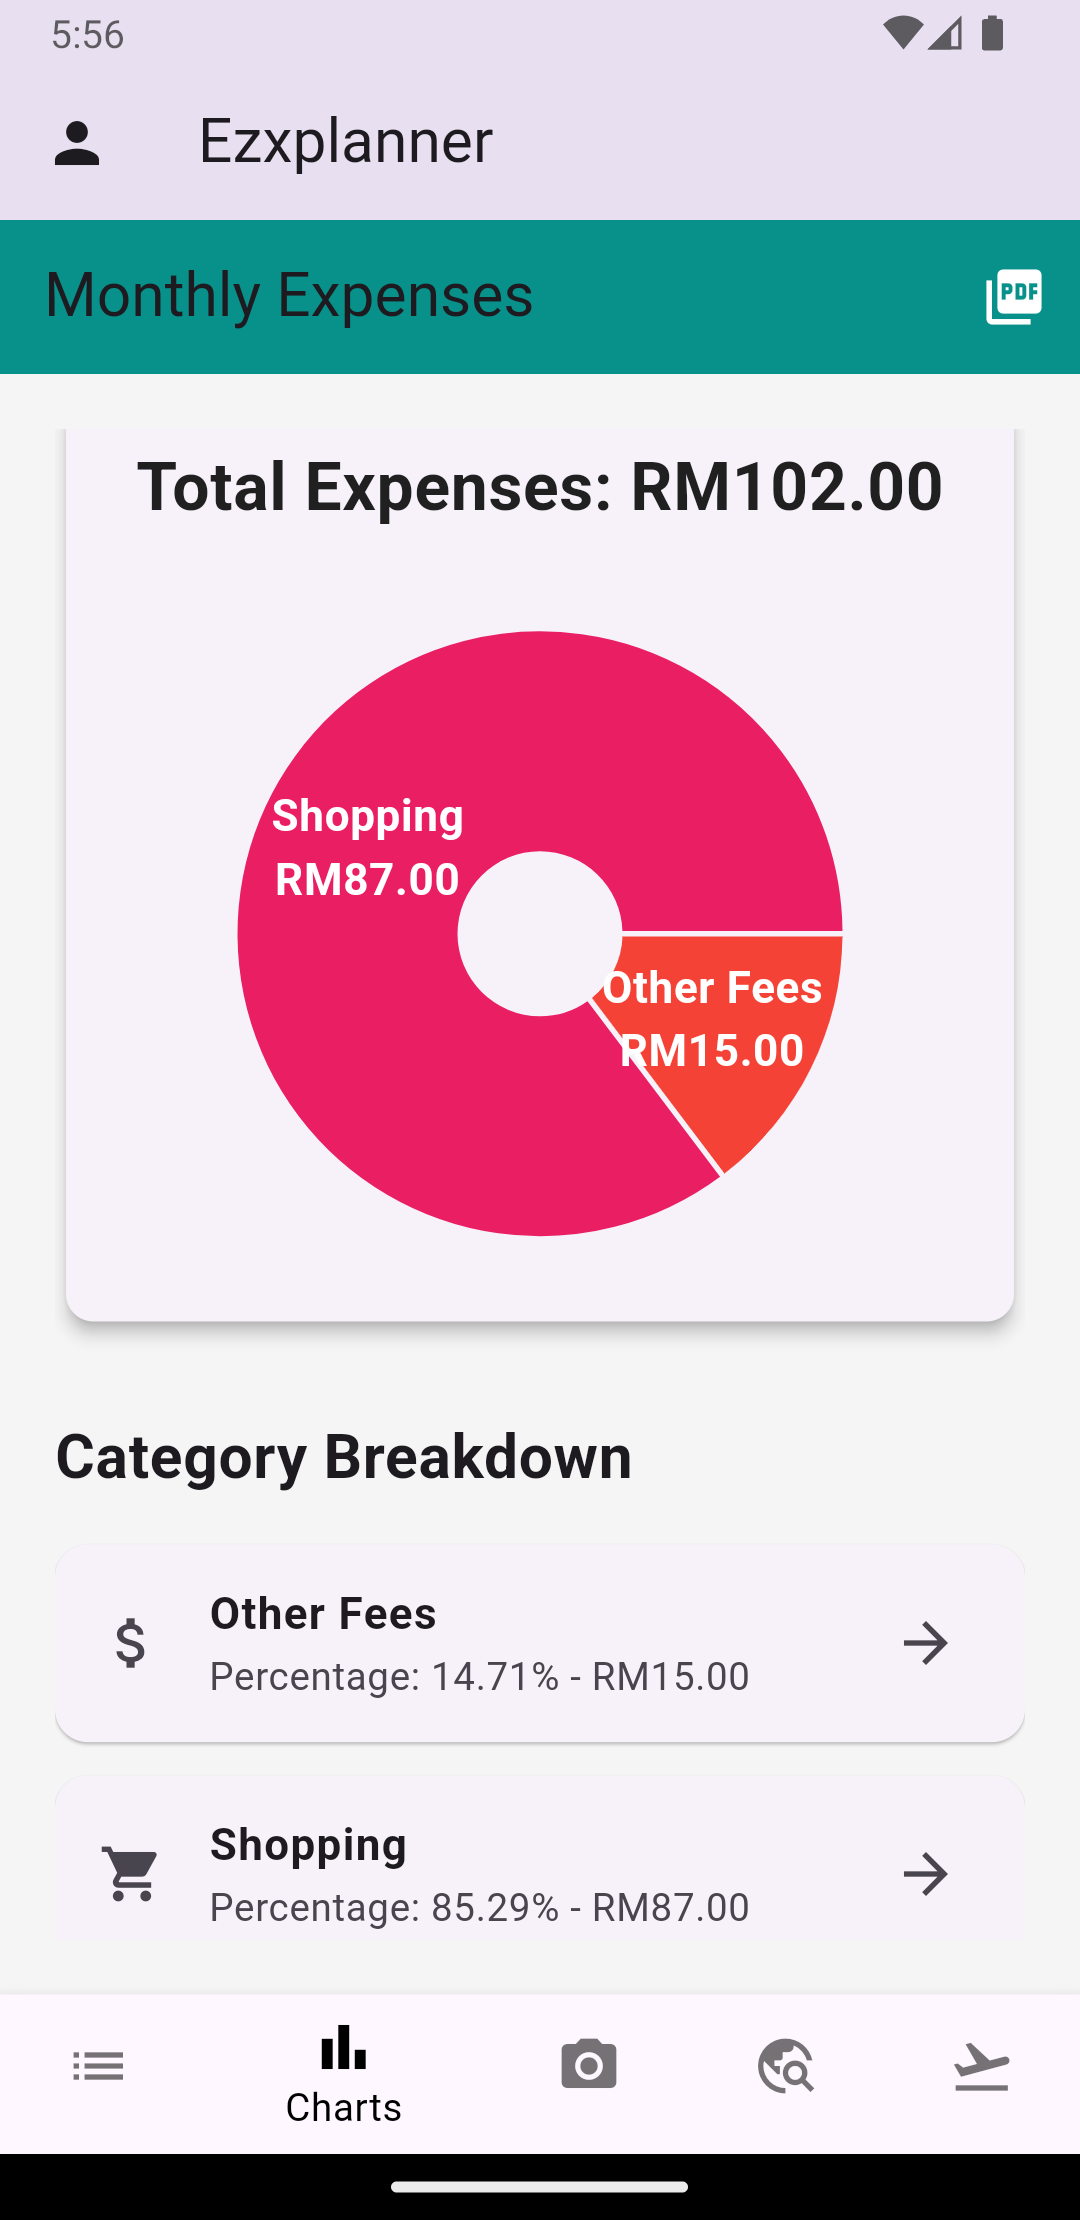 5:56
Ezxplanner
Monthly Expenses
PDF
Total Expenses: RM102.00
Shopping
RM87.00
Other Fees
RM15.00
Category Breakdown
$
Other Fees
Percentage: 14.71% - RM15.00
Shopping
Percentage: 85.29% - RM87.00
Charts